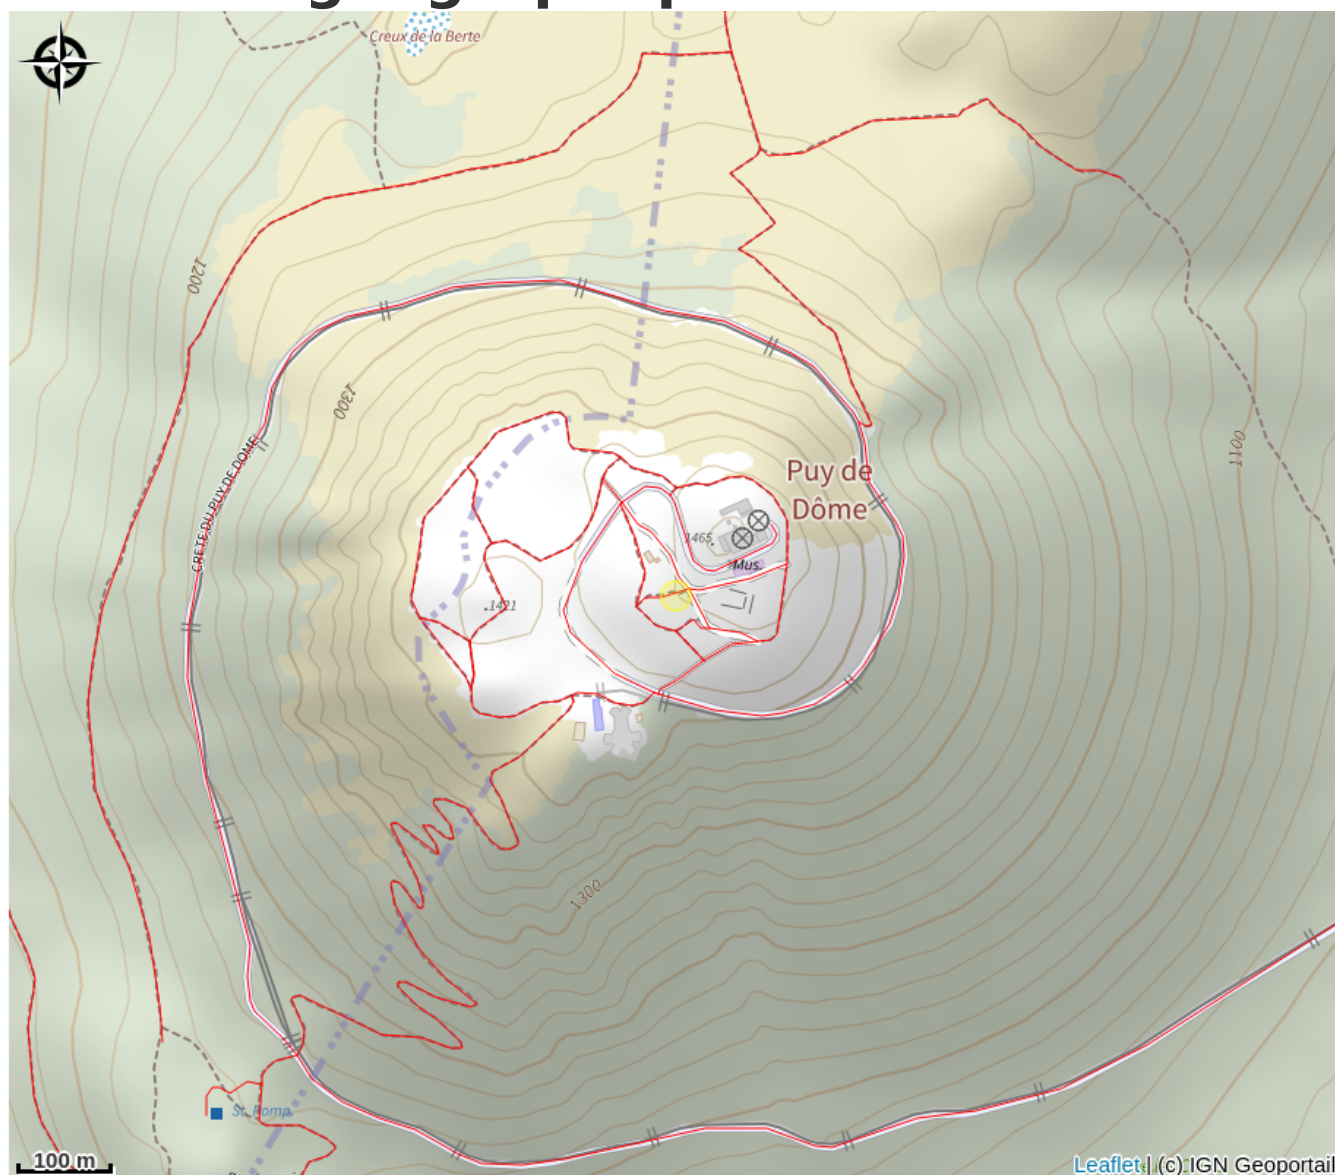 Creux de la Berte
1200
1300
1100
CRETE DU PUY DE DOME
Puy de
Dôme
1465
Mus.
1421
1300
St. Pomp.
100 m
Leaflet | (c) IGN Geoportail